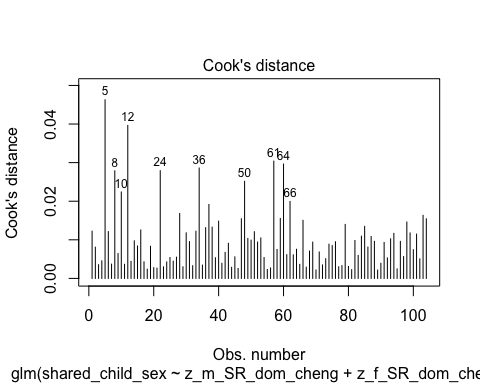 Cook's distance
Cook's distance
0.00 0.02 0.04
5
12
8
10
24
36
50
61
64
66
0 20 40 60 80 100
Obs. number
glm(shared_child_sex ~ z_m_SR_dom_cheng + z_f_SR_dom_che